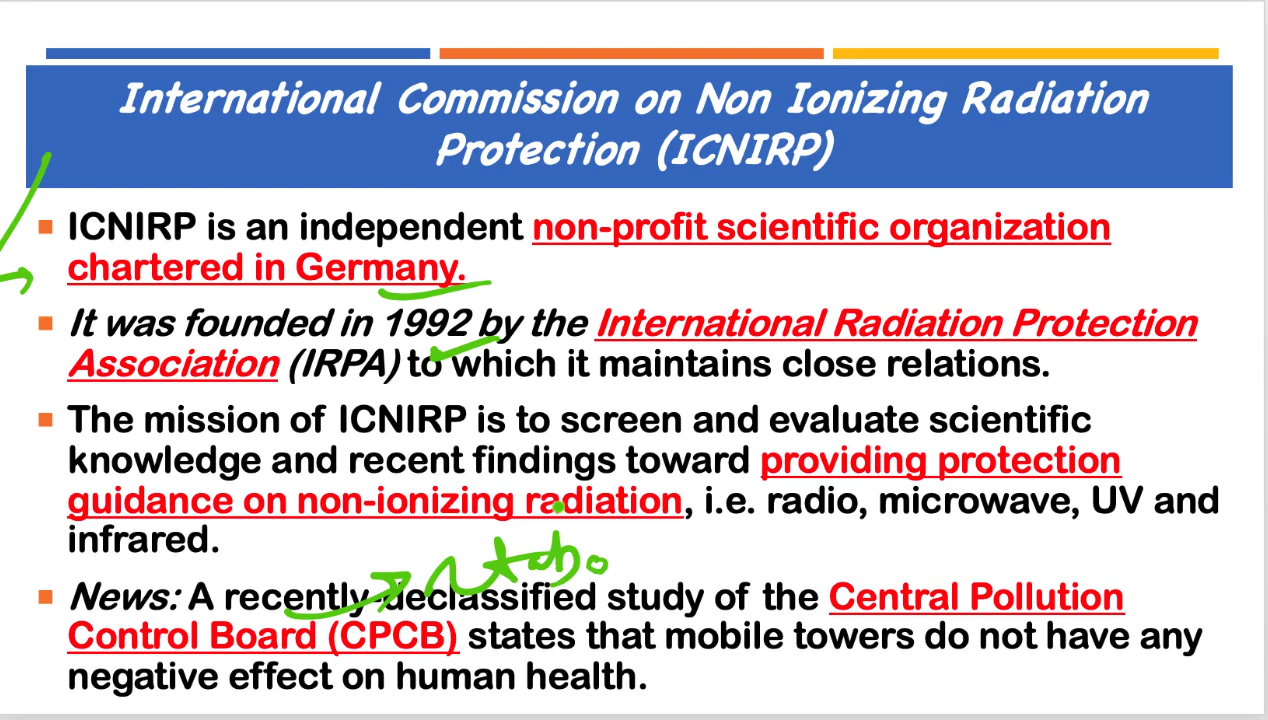 International Commission on Non Ionizing Radiation
Protection (ICNIRP)
ICNIRP is an independent non-profit scientific organization
chartered in Germany.
It was founded in 1992 by the International Radiation Protection
Association (IRPA) to which it maintains close relations.
The mission of ICNIRP is to screen and evaluate scientific
knowledge and recent findings toward providing protection
guidance on non-ionizing radiation, i.e. radio, microwave, UV and
infrared.
News: A recently-declassified study of the Central Pollution
Control Board (CPCB) states that mobile towers do not have any
negative effect on human health.